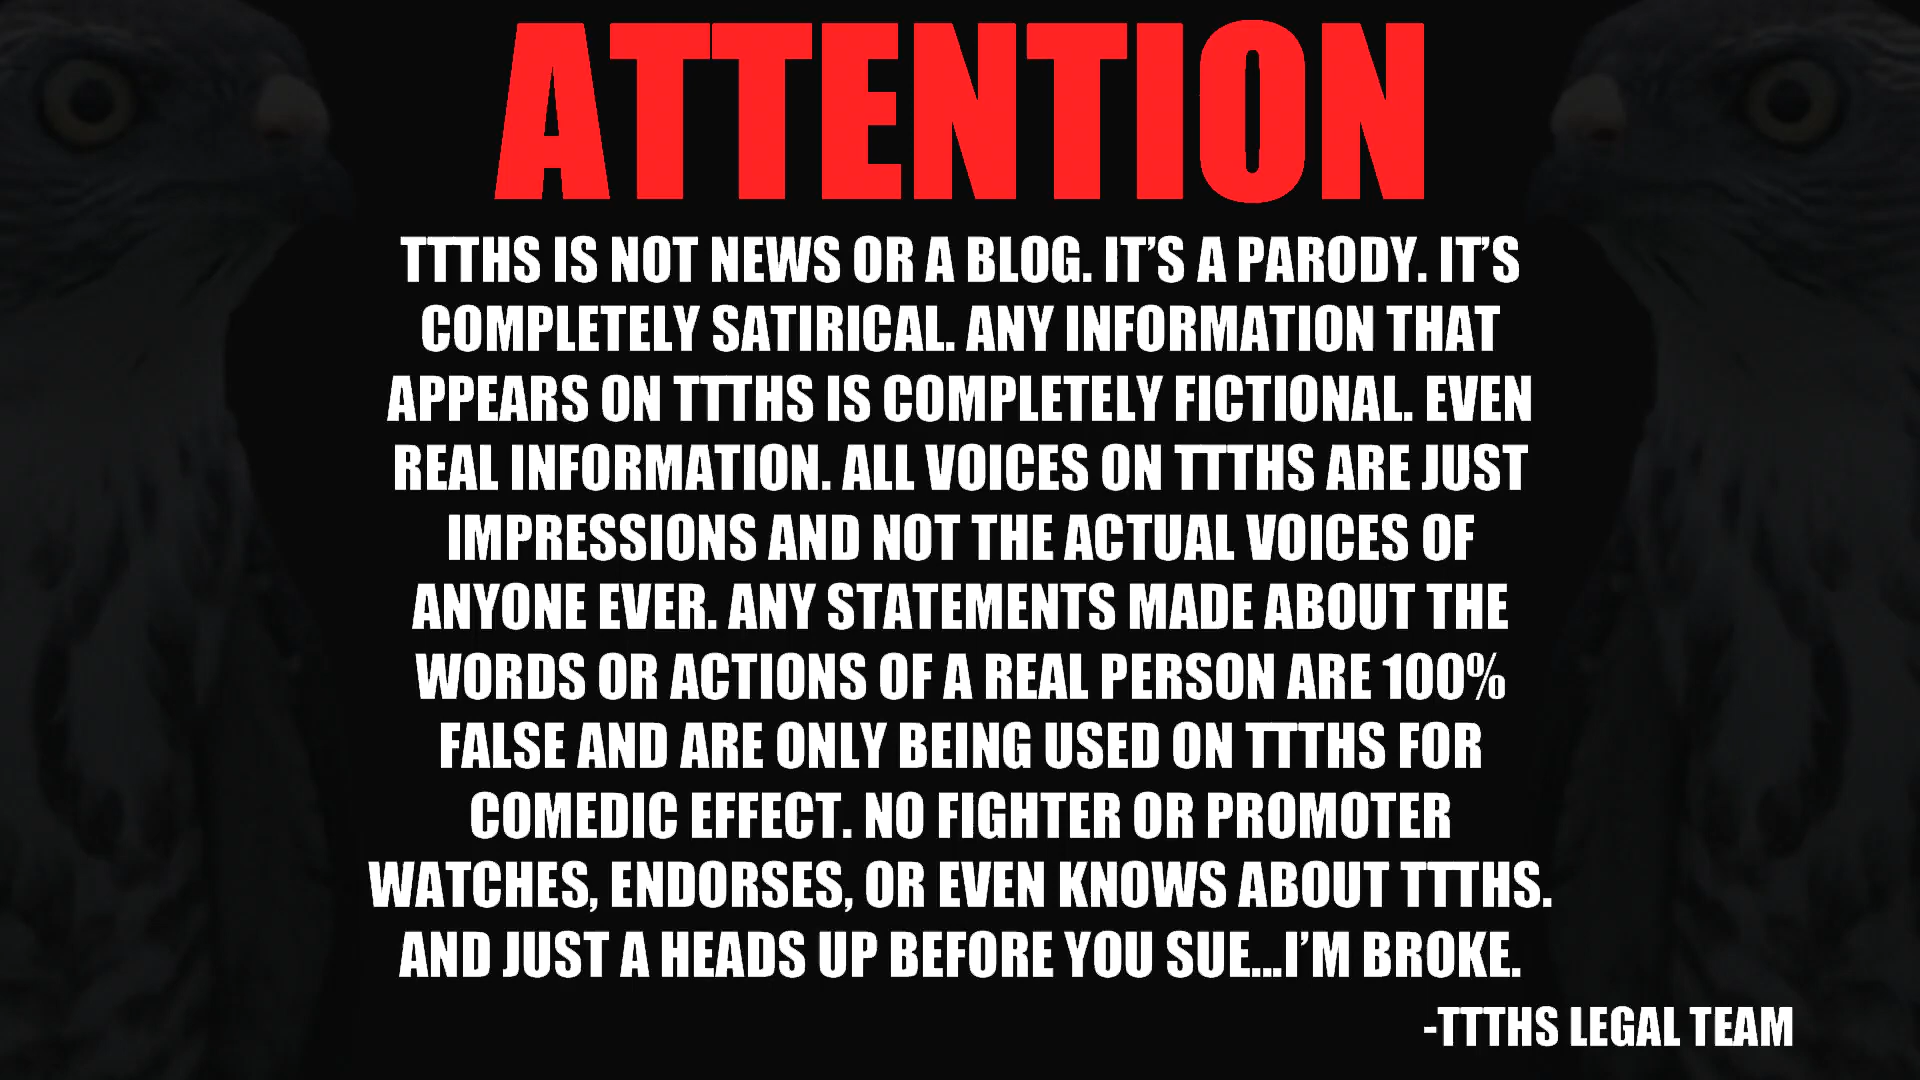 ATTENTION
TTTHS IS NOT NEWS OR A BLOG. IT'S A PARODY. IT'S
COMPLETELY SATIRICAL. ANY INFORMATION THAT
APPEARS ON TTTHS IS COMPLETELY FICTIONAL. EVEN
REAL INFORMATION. ALL VOICES ON TTTHS ARE JUST
IMPRESSIONS AND NOT THE ACTUAL VOICES OF
ANYONE EVER. ANY STATEMENTS MADE ABOUT THE
WORDS OR ACTIONS OF A REAL PERSON ARE 100%
FALSE AND ARE ONLY BEING USED ON TTTHS FOR
COMEDIC EFFECT. NO FIGHTER OR PROMOTER
WATCHES, ENDORSES, OR EVEN KNOWS ABOUT TTTHS.
AND JUST A HEADS UP BEFORE YOU SUE...I'M BROKE.
-TTTHS LEGAL TEAM